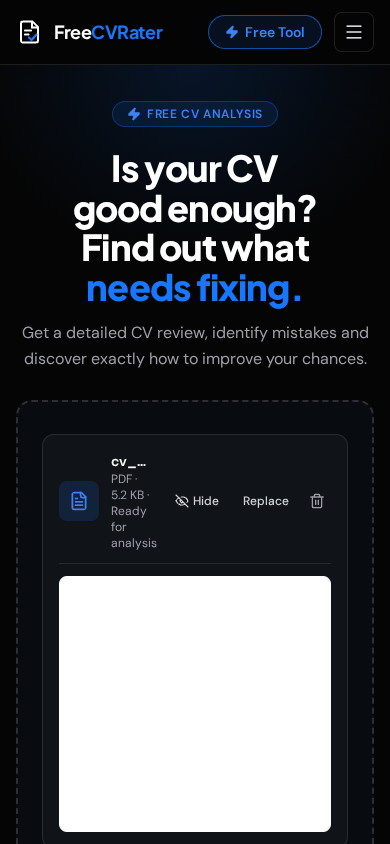 FreeCVRater
Free Tool
FREE CV ANALYSIS
Is your CV
good enough?
Find out what
needs fixing.
Get a detailed CV review, identify mistakes and
discover exactly how to improve your chances.
cv_...
PDF ·
5.2 KB ·
Ready
for
analysis
Hide
Replace